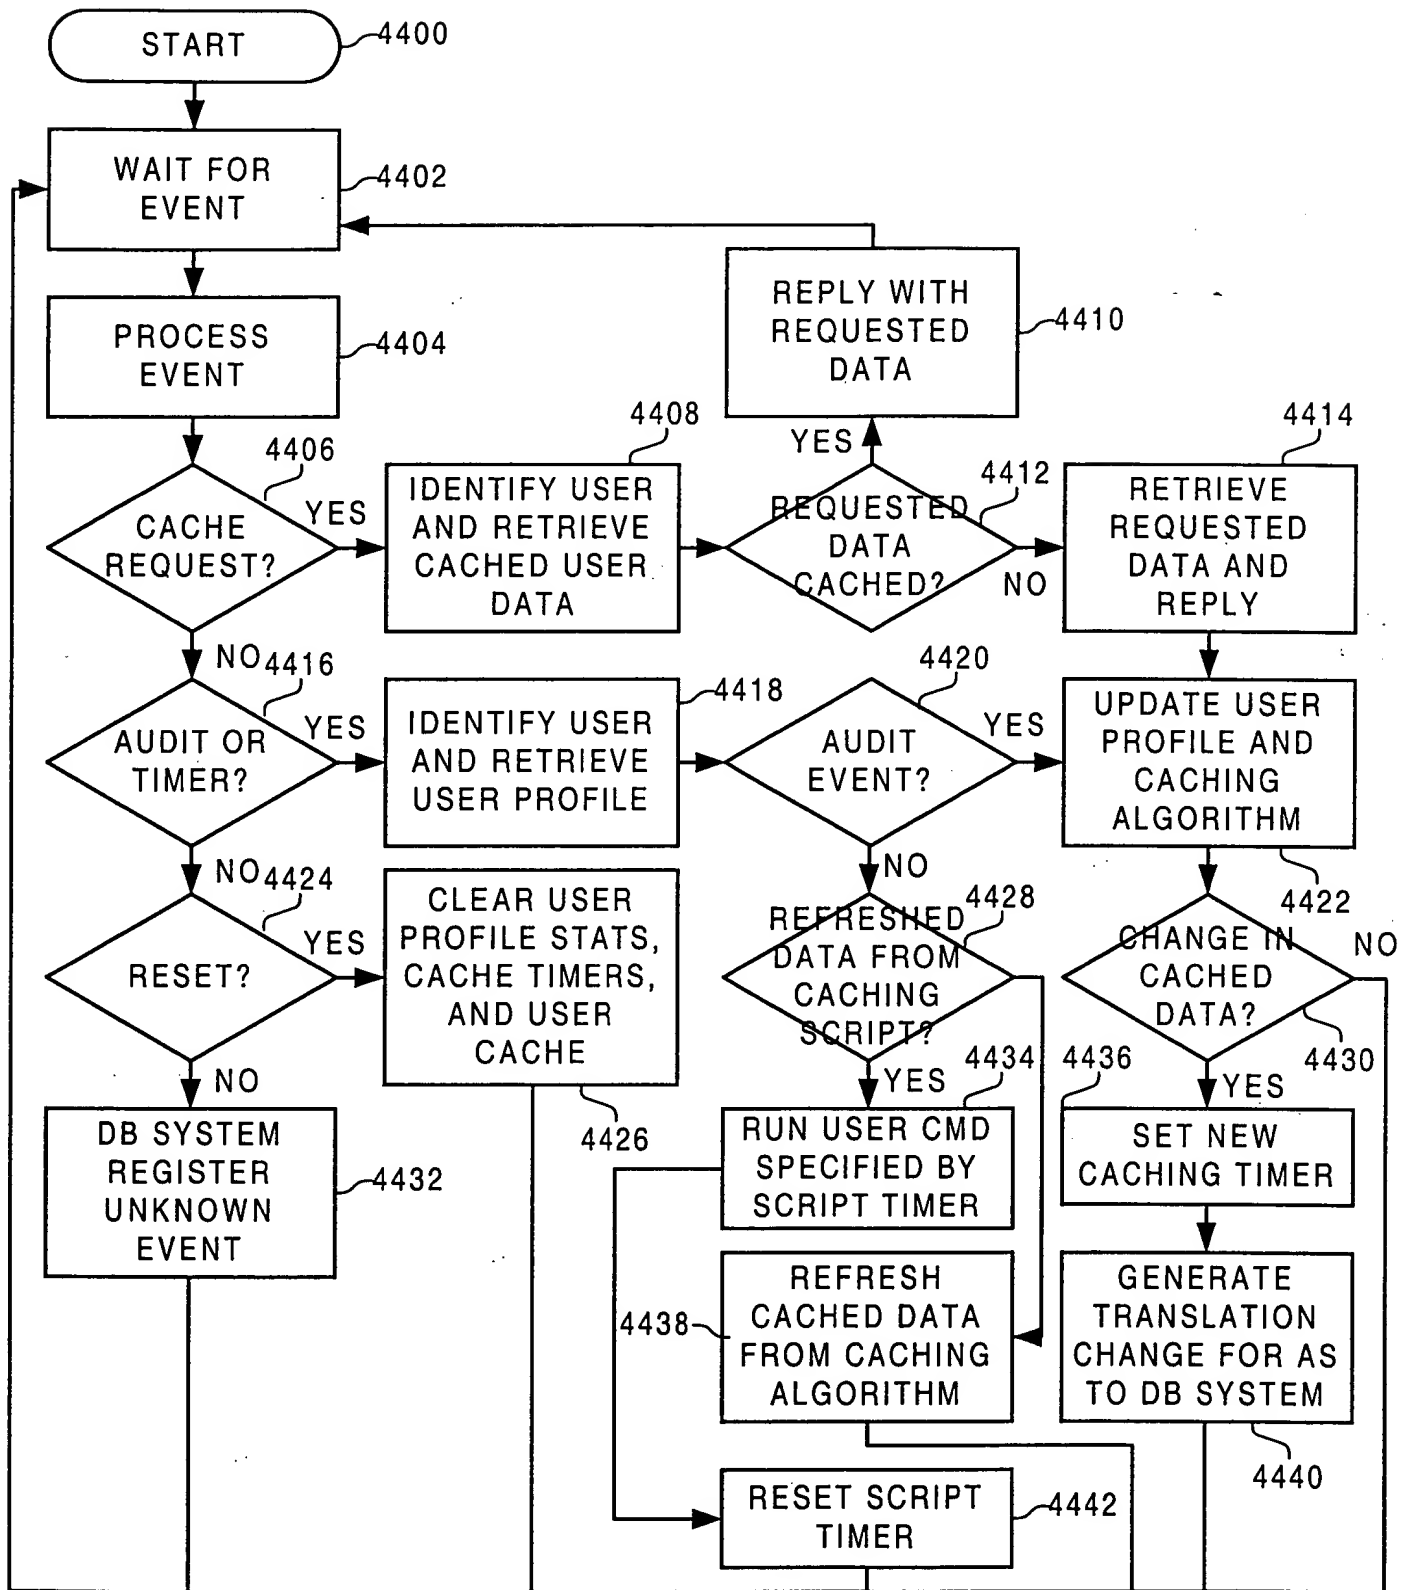 START
4400
WAIT FOR
EVENT
4402
PROCESS
EVENT
4404
REPLY WITH
REQUESTED
DATA
4410
4406
CACHE
REQUEST?
YES
4408
IDENTIFY USER
AND RETRIEVE
CACHED USER
DATA
YES
4412
REQUESTED
DATA
CACHED?
NO
4414
RETRIEVE
REQUESTED
DATA AND
REPLY
NO
4416
AUDIT OR
TIMER?
YES
4418
IDENTIFY USER
AND RETRIEVE
USER PROFILE
4420
AUDIT
EVENT?
YES
UPDATE USER
PROFILE AND
CACHING
ALGORITHM
4422
NO
4424
RESET?
YES
CLEAR USER
PROFILE STATS,
CACHE TIMERS,
AND USER
CACHE
4426
NO
4428
REFRESHED
DATA FROM
CACHING
SCRIPT?
CHANGE IN
CACHED
DATA?
NO
4430
NO
DB SYSTEM
REGISTER
UNKNOWN
EVENT
4432
YES
4434
RUN USER CMD
SPECIFIED BY
SCRIPT TIMER
4436
YES
SET NEW
CACHING TIMER
4438
REFRESH
CACHED DATA
FROM CACHING
ALGORITHM
GENERATE
TRANSLATION
CHANGE FOR AS
TO DB SYSTEM
4440
RESET SCRIPT
TIMER
4442